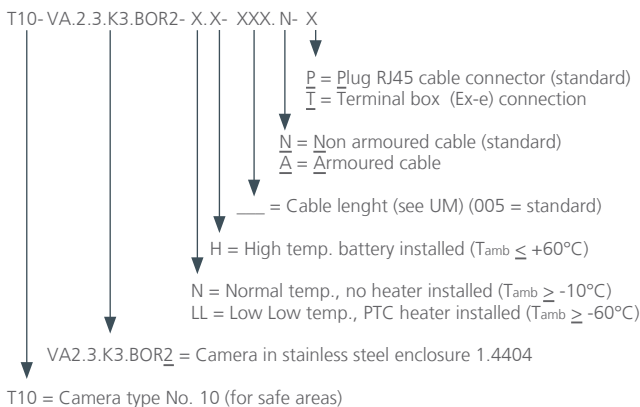 T10- VA.2.3.K3.BOR2- X.X- XXX. N- X
P = Plug RJ45 cable connector (standard)
T = Terminal box (Ex-e) connection
N = Non armoured cable (standard)
A = Armoured cable
___ = Cable lenght (see UM) (005 = standard)
H = High temp. battery installed (Tamb ≤ +60°C)
N = Normal temp., no heater installed (Tamb ≥ -10°C)
LL = Low Low temp., PTC heater installed (Tamb ≥ -60°C)
VA2.3.K3.BOR2 = Camera in stainless steel enclosure 1.4404
T10 = Camera type No. 10 (for safe areas)